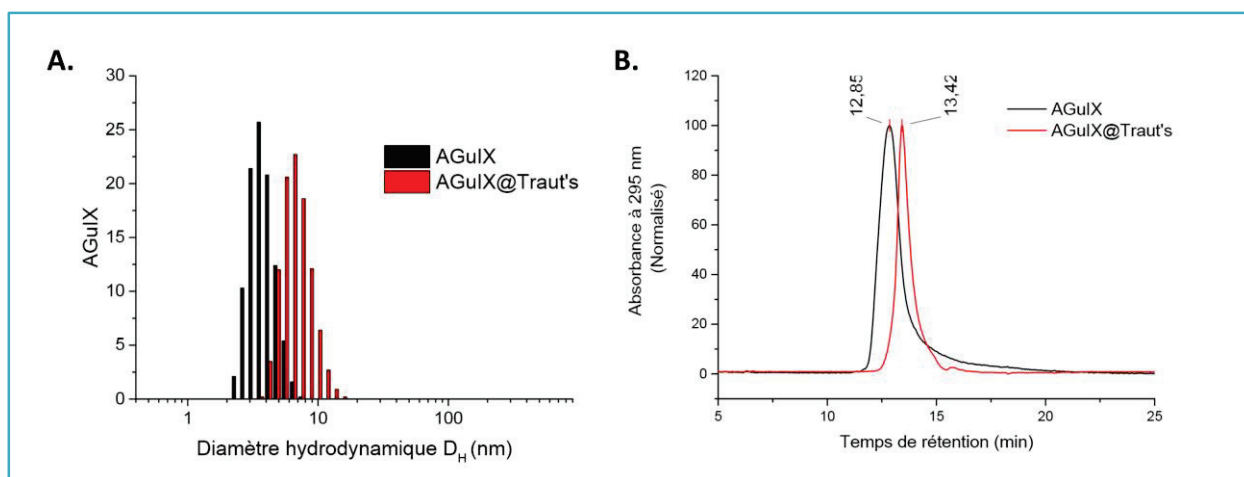 A.
AGuIX
30
25
20
15
10
5
0
1
10
100
Diamètre hydrodynamique D_H (nm)
AGuIX
AGuIX@Traut's
B.
Absorbance à 295 nm
(Normalisé)
120
100
80
60
40
20
0
5
10
15
20
25
Temps de rétention (min)
12,85
13,42
AGuIX
AGuIX@Traut's